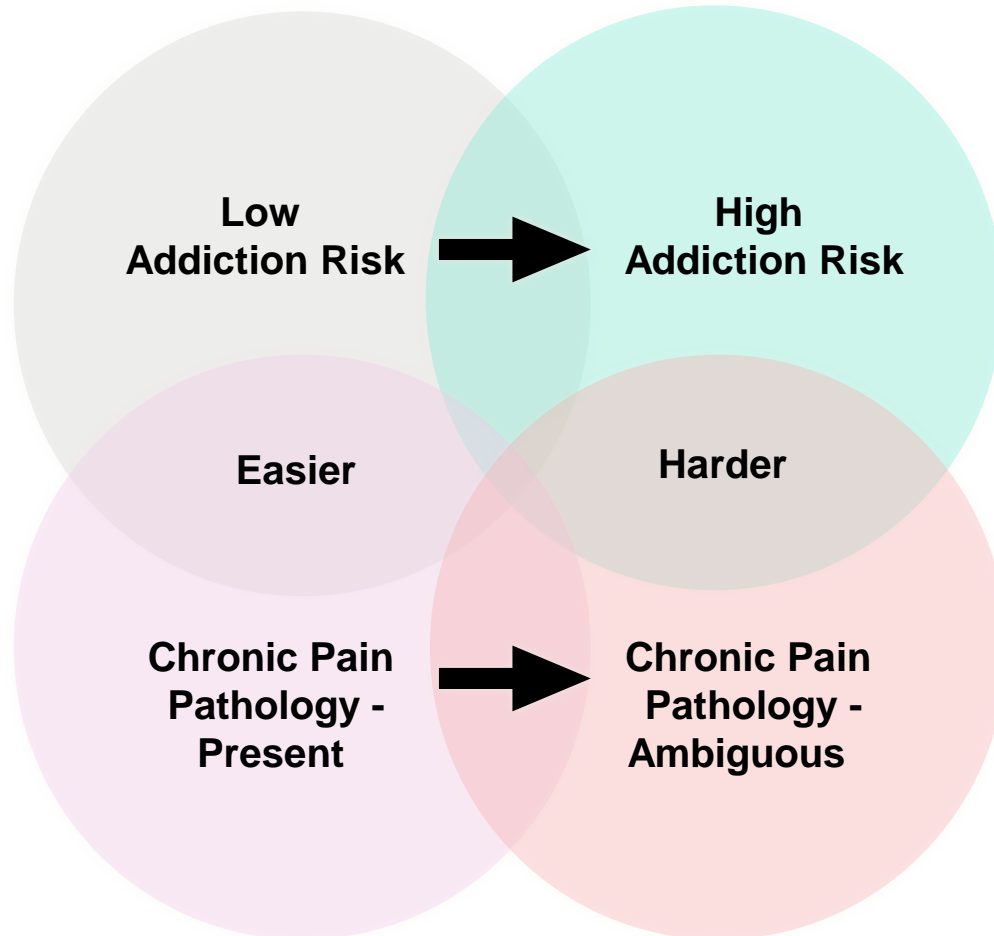 Low
Addiction Risk
High
Addiction Risk
Easier
Harder
Chronic Pain
Pathology -
Present
Chronic Pain
Pathology -
Ambiguous